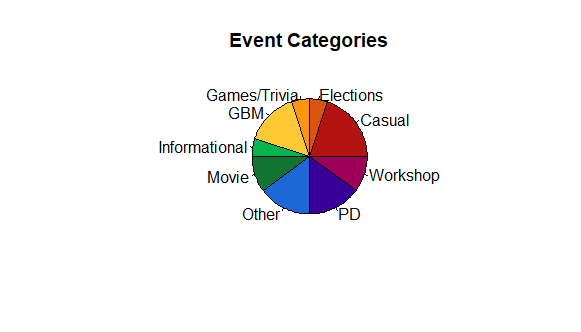 Event Categories
Games/Trivia
Elections
GBM
Casual
Informational
Workshop
Movie
Other
PD